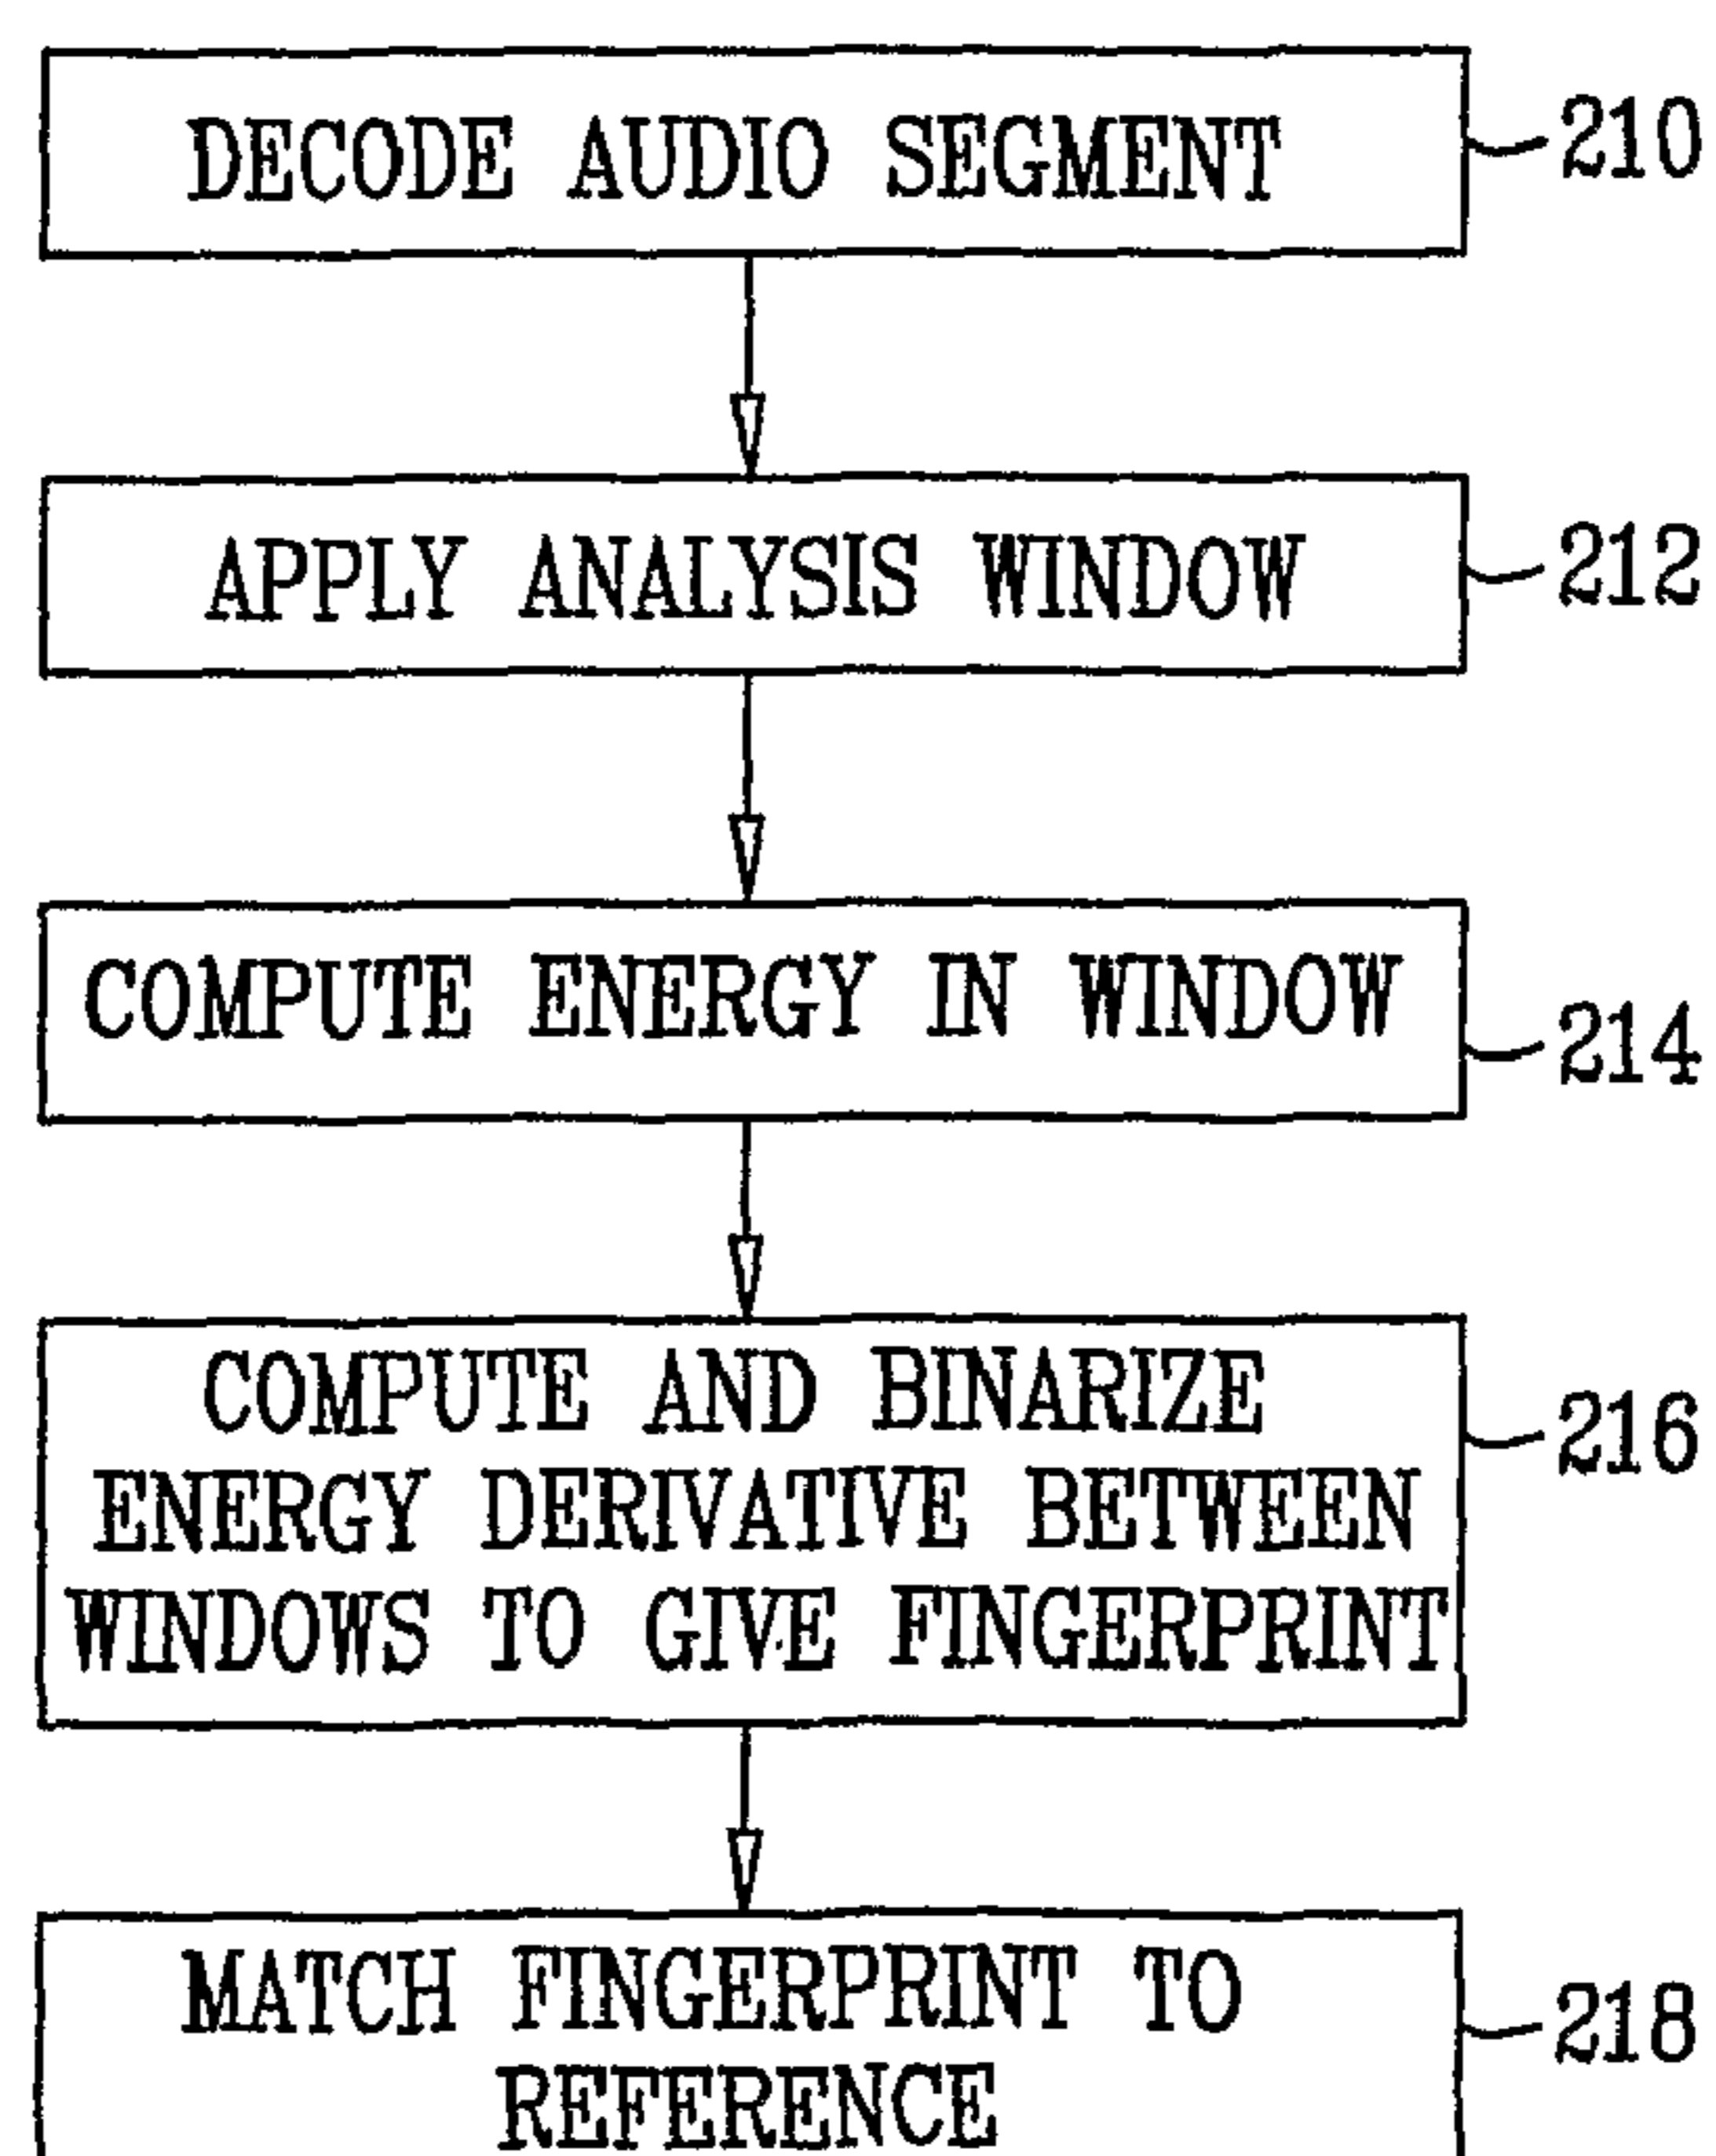 DECODE AUDIO SEGMENT
210
APPLY ANALYSIS WINDOW
212
COMPUTE ENERGY IN WINDOW
214
COMPUTE AND BINARIZE
ENERGY DERIVATIVE BETWEEN
WINDOWS TO GIVE FINGERPRINT
216
MATCH FINGERPRINT TO
REFERENCE
218